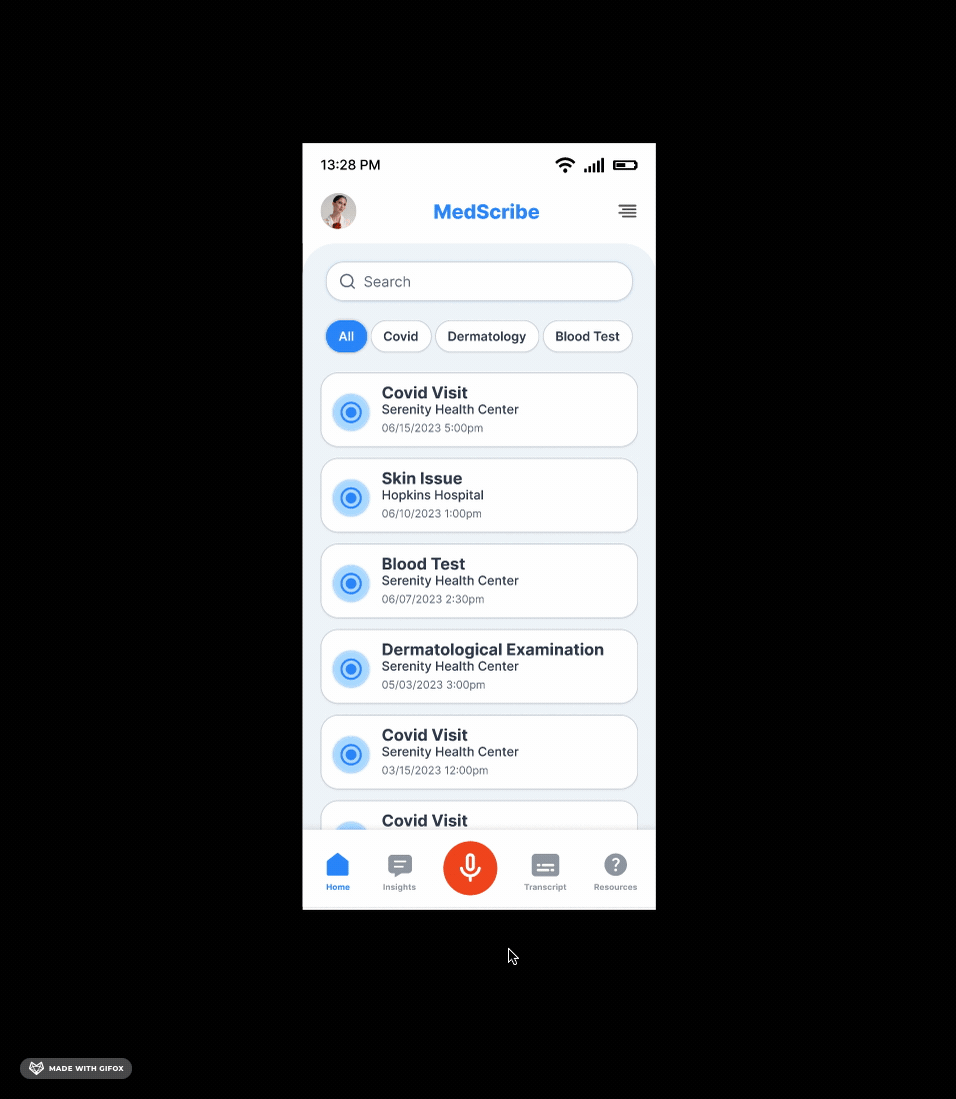 13:28 PM
MedScribe
Search
All Covid Dermatology Blood Test
Covid Visit
Serenity Health Center
06/15/2023 5:00pm
Skin Issue
Hopkins Hospital
06/10/2023 1:00pm
Blood Test
Serenity Health Center
06/07/2023 2:30pm
Dermatological Examination
Serenity Health Center
05/03/2023 3:00pm
Covid Visit
Serenity Health Center
03/15/2023 12:00pm
Covid Visit
Home Insights Transcript Resources
MADE WITH GIFOX